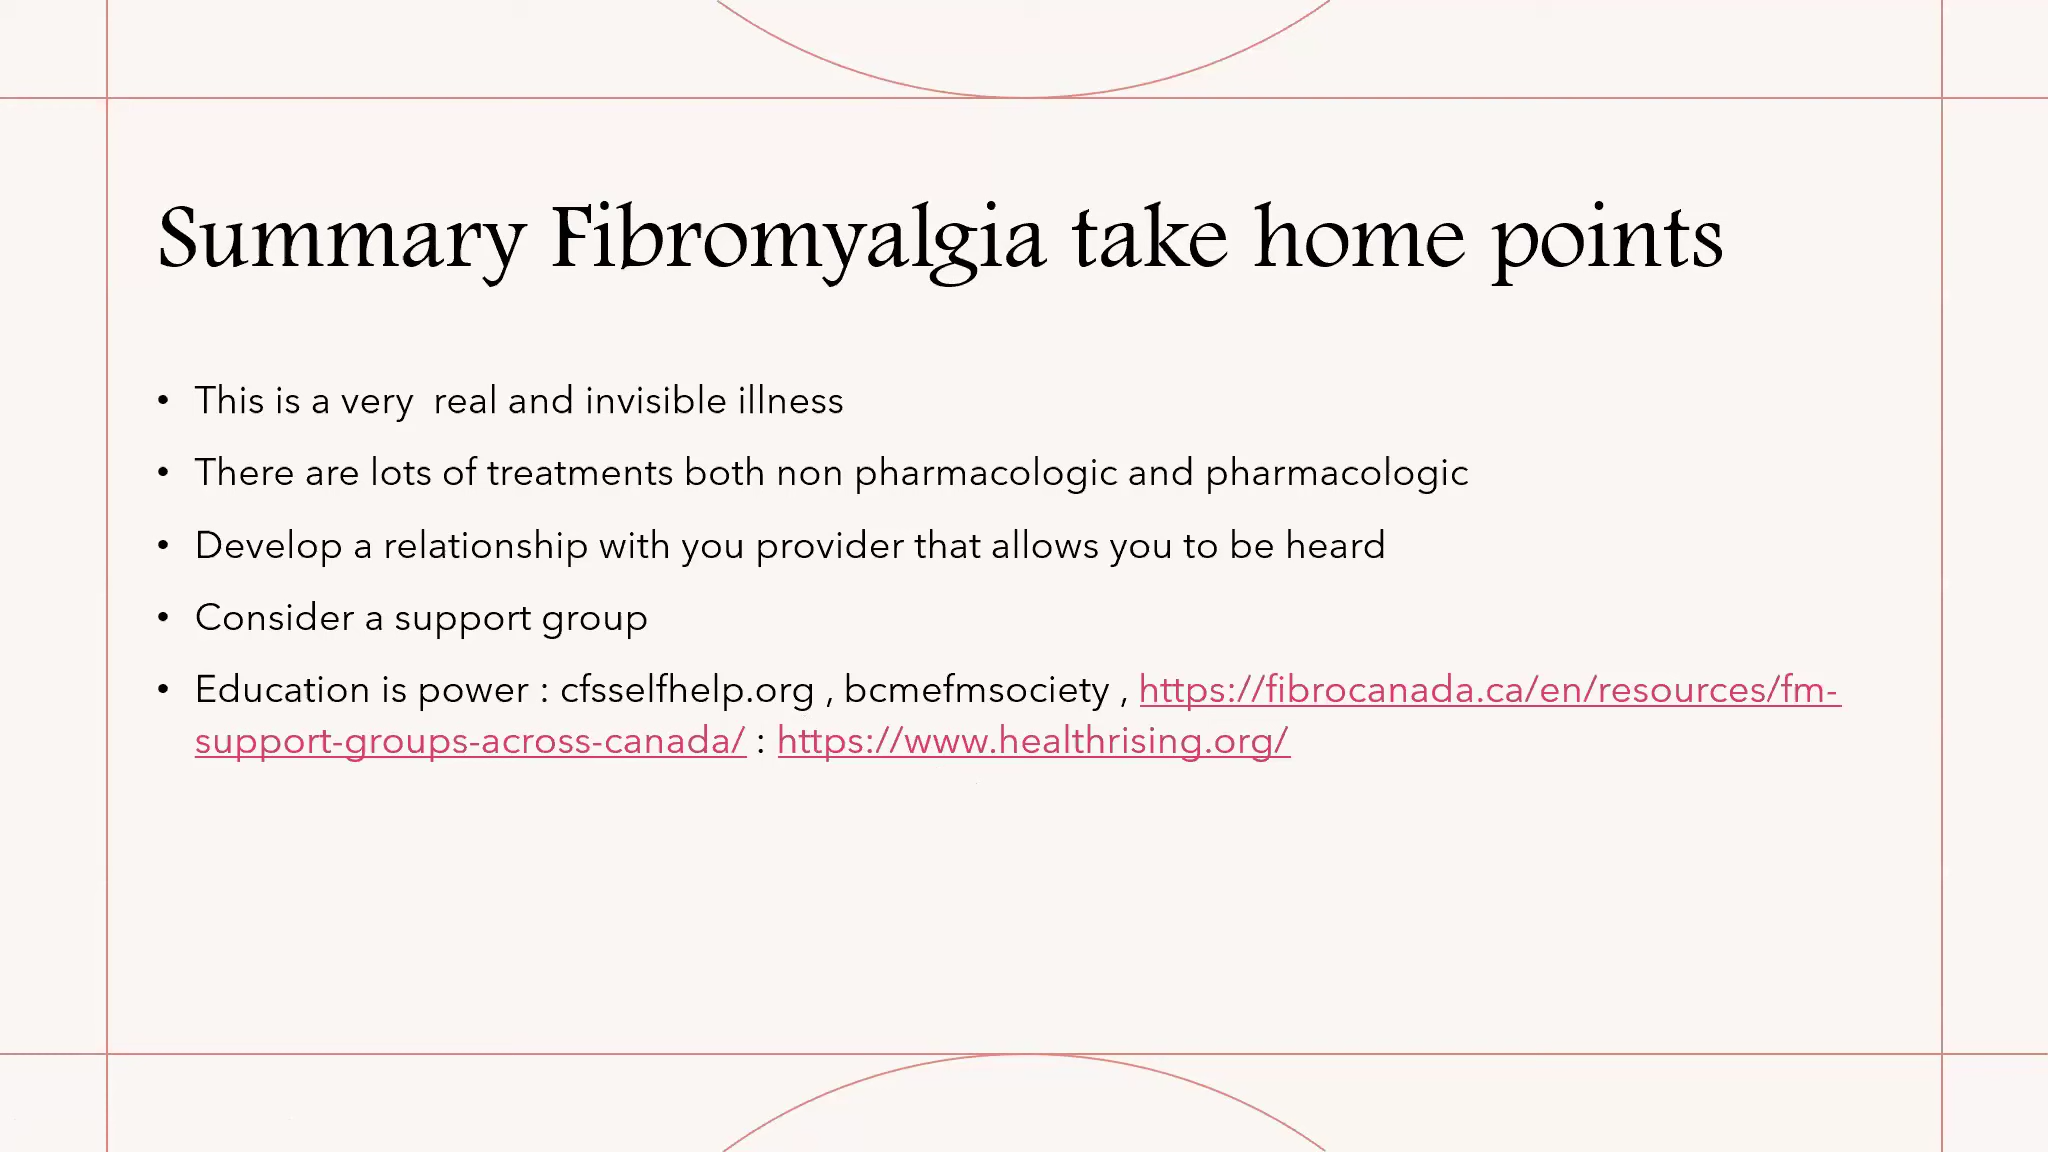 Summary Fibromyalgia take home points
• This is a very  real and invisible illness
• There are lots of treatments both non pharmacologic and pharmacologic
• Develop a relationship with you provider that allows you to be heard
• Consider a support group
• Education is power : cfsselfhelp.org , bcmefmsociety , https://fibrocanada.ca/en/resources/fm-
support-groups-across-canada/ : https://www.healthrising.org/